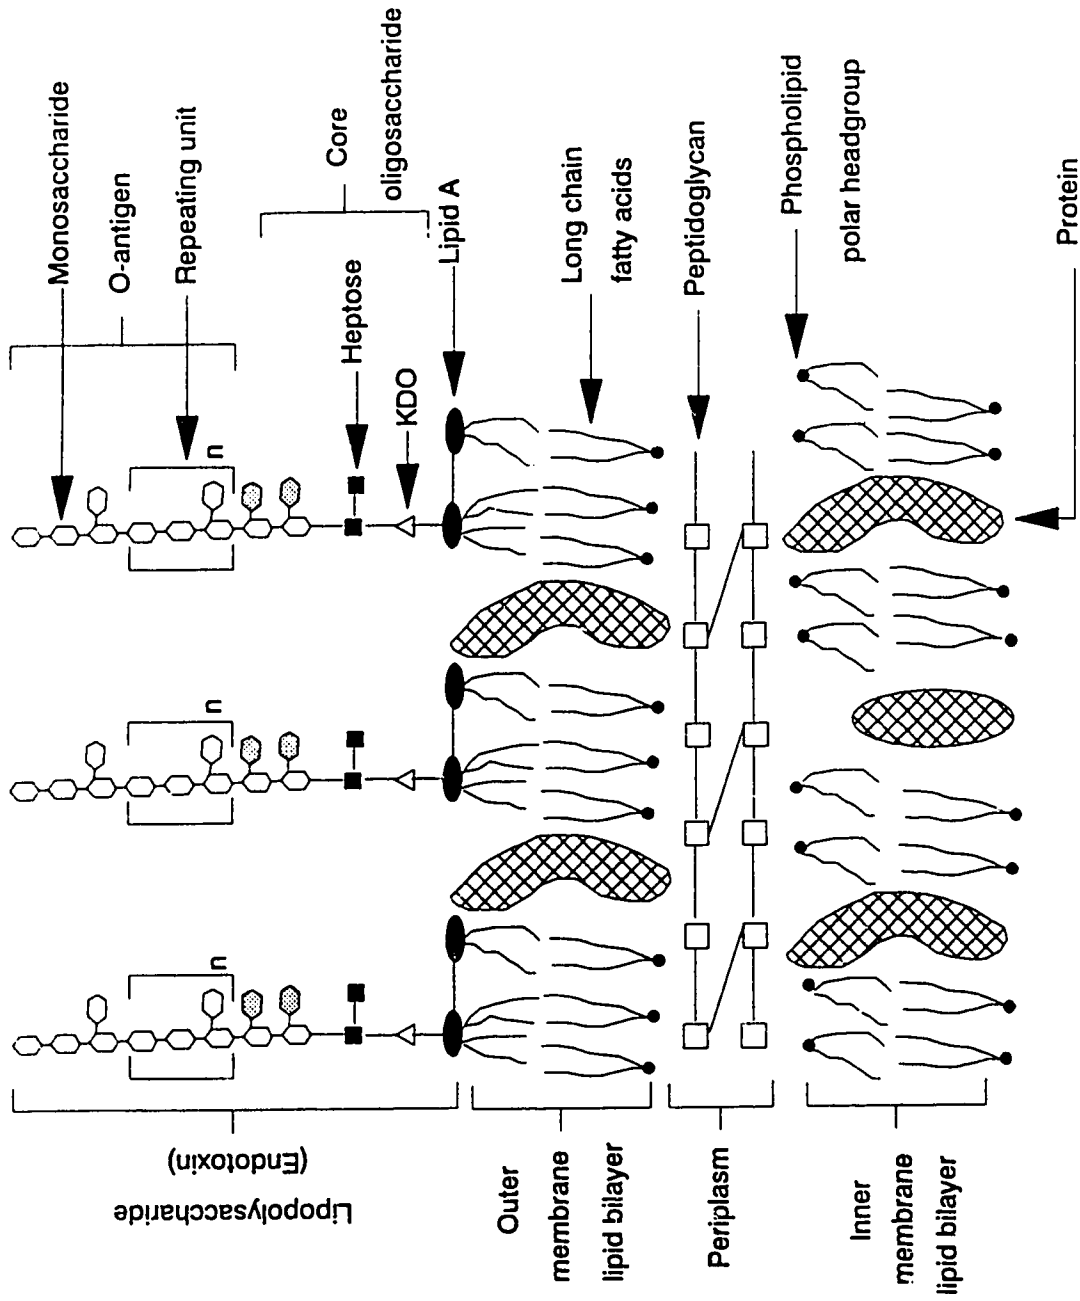 Monosaccharide
O-antigen
Repeating unit
n
n
n
Core
oligosaccharide
Heptose
KDO
Lipid A
Long chain
fatty acids
Peptidoglycan
Phospholipid
polar headgroup
Protein
Lipopolysaccharide
(Endotoxin)
Outer
membrane
lipid bilayer
Periplasm
Inner
membrane
lipid bilayer